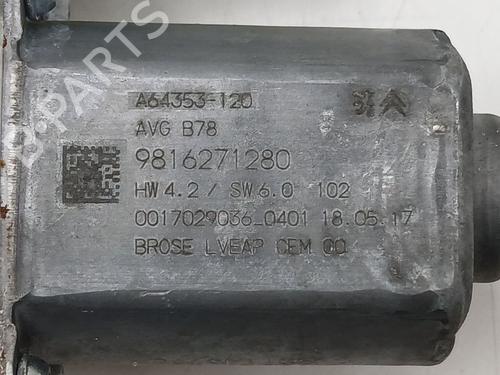 B-PARTS
A64353-120
AVG B78
9816271280
HW 4.2 / SW 6.0 102
0017029036_0401 18.05.17
BROSE LVEAP CEM 00